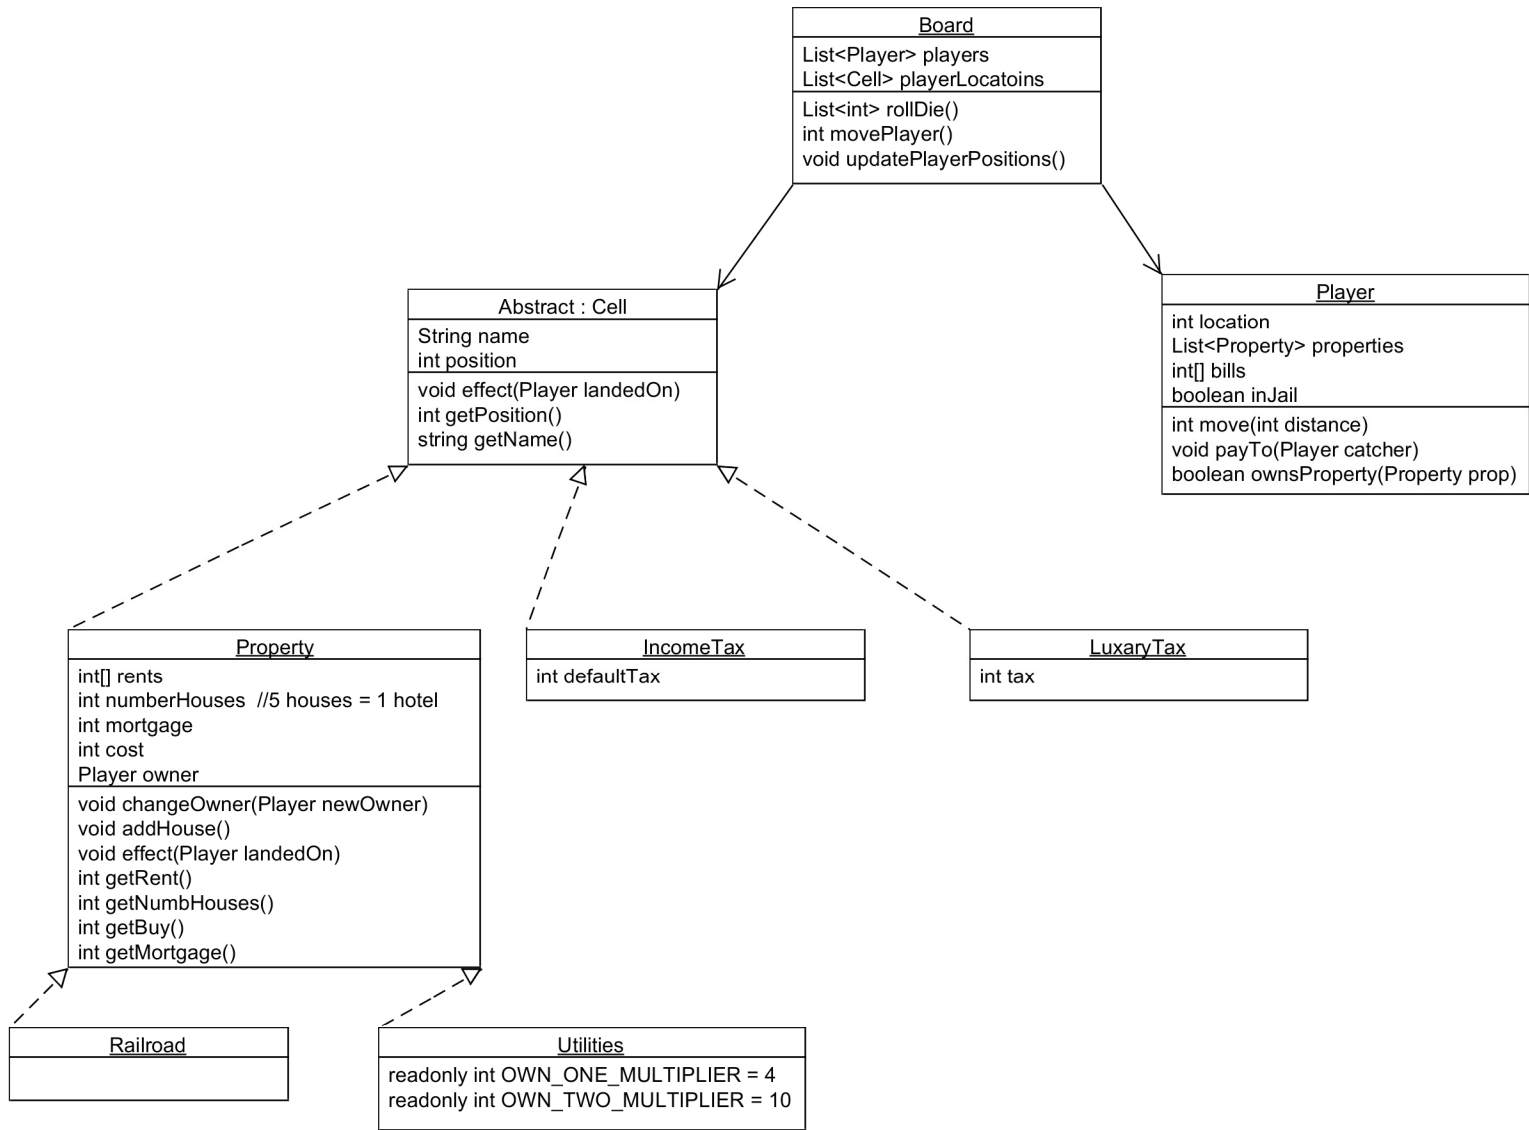 Board
List<Player> players
List<Cell> playerLocatoins
List<int> rollDie()
int movePlayer()
void updatePlayerPositions()
Abstract : Cell
String name
int position
void effect(Player landedOn)
int getPosition()
string getName()
Player
int location
List<Property> properties
int[] bills
boolean inJail
int move(int distance)
void payTo(Player catcher)
boolean ownsProperty(Property prop)
Property
int[] rents
int numberHouses  //5 houses = 1 hotel
int mortgage
int cost
Player owner
void changeOwner(Player newOwner)
void addHouse()
void effect(Player landedOn)
int getRent()
int getNumbHouses()
int getBuy()
int getMortgage()
IncomeTax
int defaultTax
LuxaryTax
int tax
Railroad
Utilities
readonly int OWN_ONE_MULTIPLIER = 4
readonly int OWN_TWO_MULTIPLIER = 10